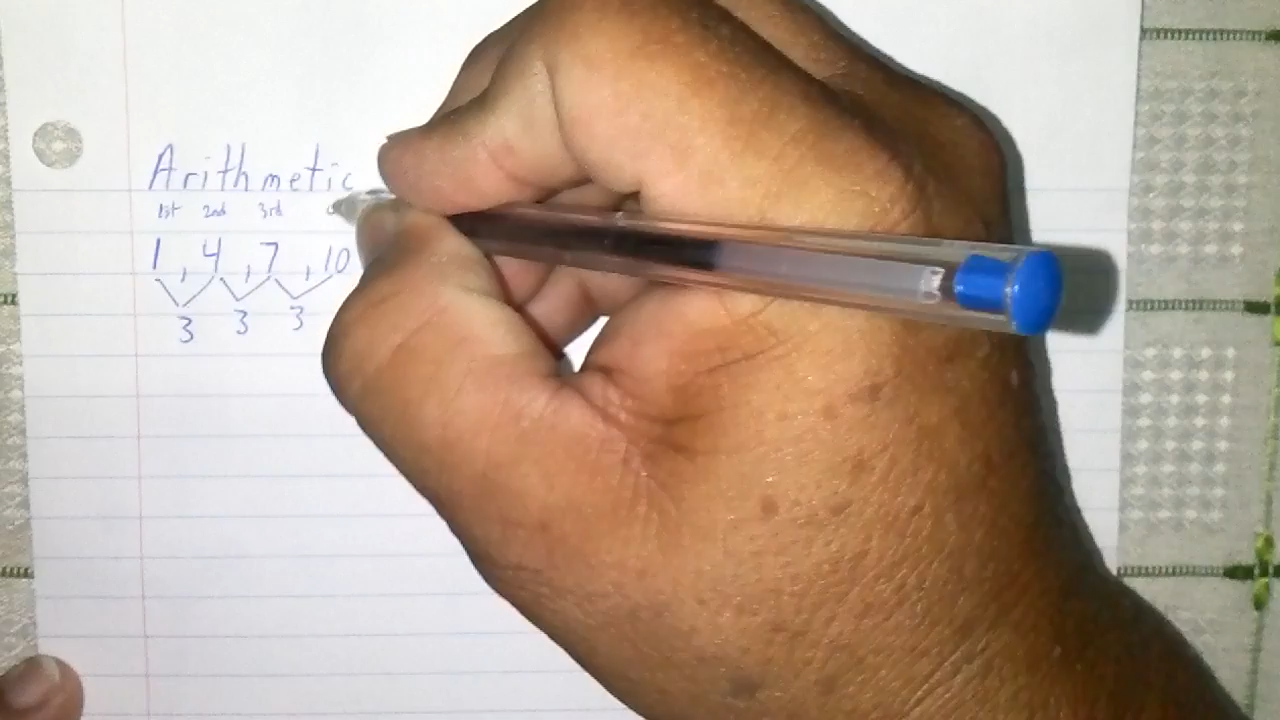 Arithmetic
1st 2nd 3rd
1, 4, 7, 10
3 3 3